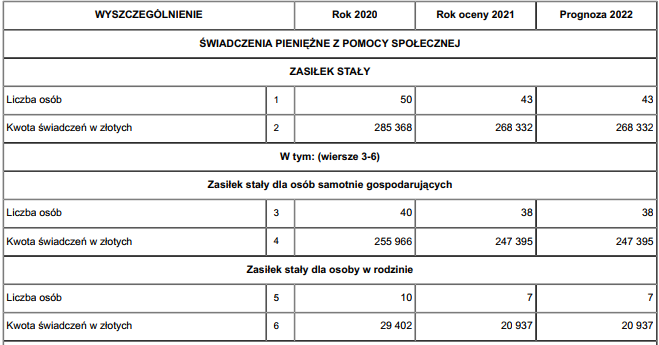 WYSZCZEGÓLNIENIE Rok 2020 Rok oceny 2021 Prognoza 2022
ŚWIADCZENIA PIENIĘŻNE Z POMOCY SPOŁECZNEJ
ZASIŁEK STAŁY
Liczba osób 1 50 43 43
Kwota świadczeń w złotych 2 285 368 268 332 268 332
W tym: (wiersze 3-6)
Zasiłek stały dla osób samotnie gospodarujących
Liczba osób 3 40 38 38
Kwota świadczeń w złotych 4 255 966 247 395 247 395
Zasiłek stały dla osoby w rodzinie
Liczba osób 5 10 7 7
Kwota świadczeń w złotych 6 29 402 20 937 20 937